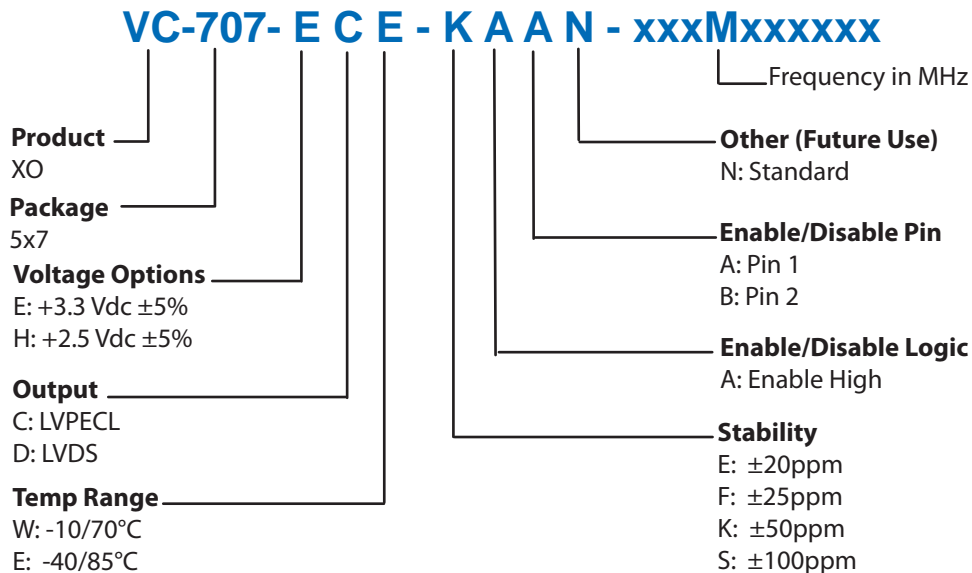 VC-707- E C E - K A A N - xxxMxxxxxx
Frequency in MHz
Product
XO
Package
5x7
Voltage Options
E: +3.3 Vdc ±5%
H: +2.5 Vdc ±5%
Output
C: LVPECL
D: LVDS
Temp Range
W: -10/70°C
E: -40/85°C
Other (Future Use)
N: Standard
Enable/Disable Pin
A: Pin 1
B: Pin 2
Enable/Disable Logic
A: Enable High
Stability
E: ±20ppm
F: ±25ppm
K: ±50ppm
S: ±100ppm